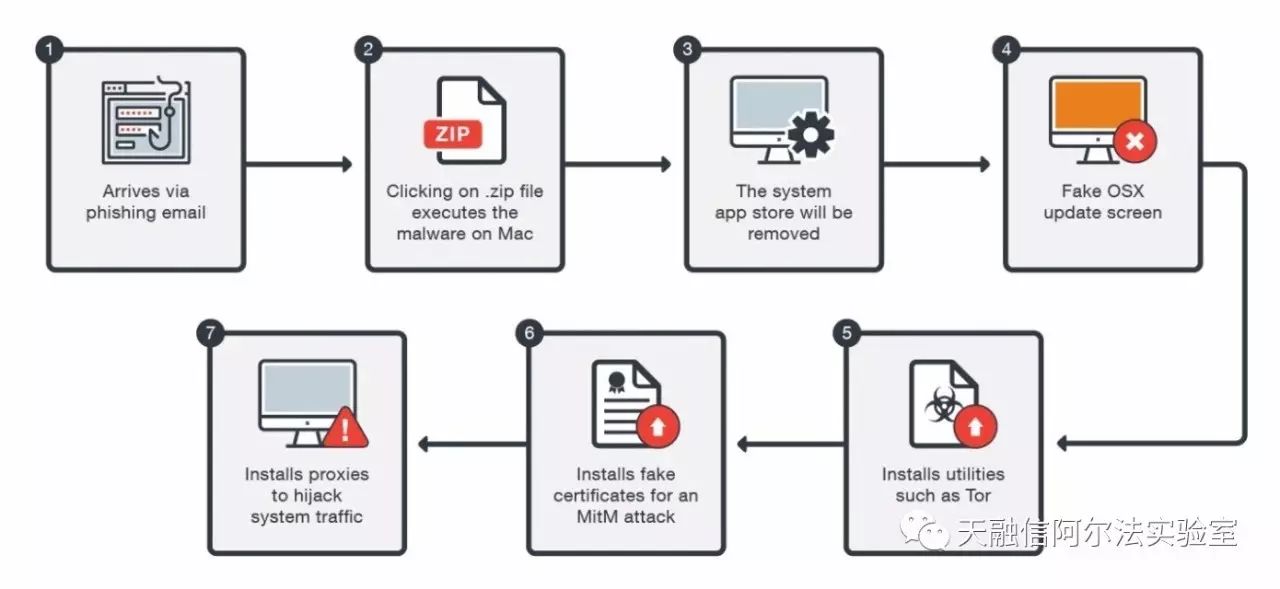 1
Arrives via
phishing email
2
ZIP
Clicking on .zip file
executes the
malware on Mac
3
The system
app store will be
removed
4
Fake OSX
update screen
5
Installs utilities
such as Tor
6
Installs fake
certificates for an
MitM attack
7
Installs proxies
to hijack
system traffic
天融信阿尔法实验室